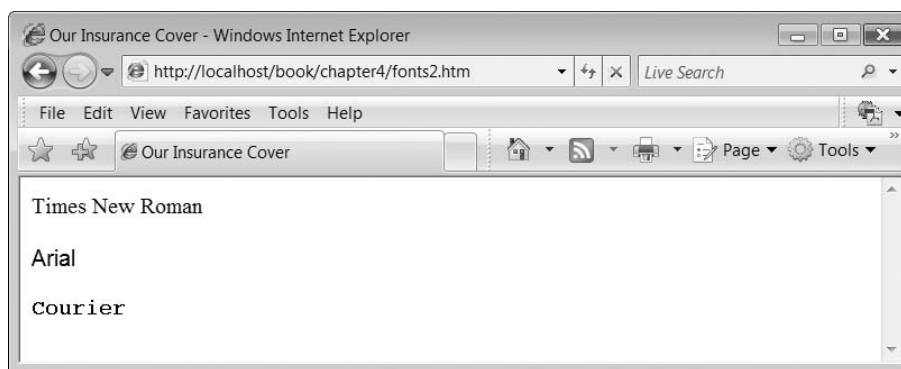 Our Insurance Cover - Windows Internet Explorer
http://localhost/book/chapter4/fonts2.htm Live Search
File Edit View Favorites Tools Help
Our Insurance Cover Page Tools
Times New Roman
Arial
Courier